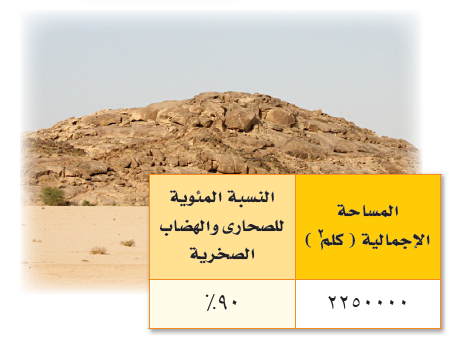 المساحة
الإجمالية ( كلم٢ )
النسبة المئوية
للصحارى والهضاب
الصخرية
٢٢٥٠٠٠٠
٩٠٪